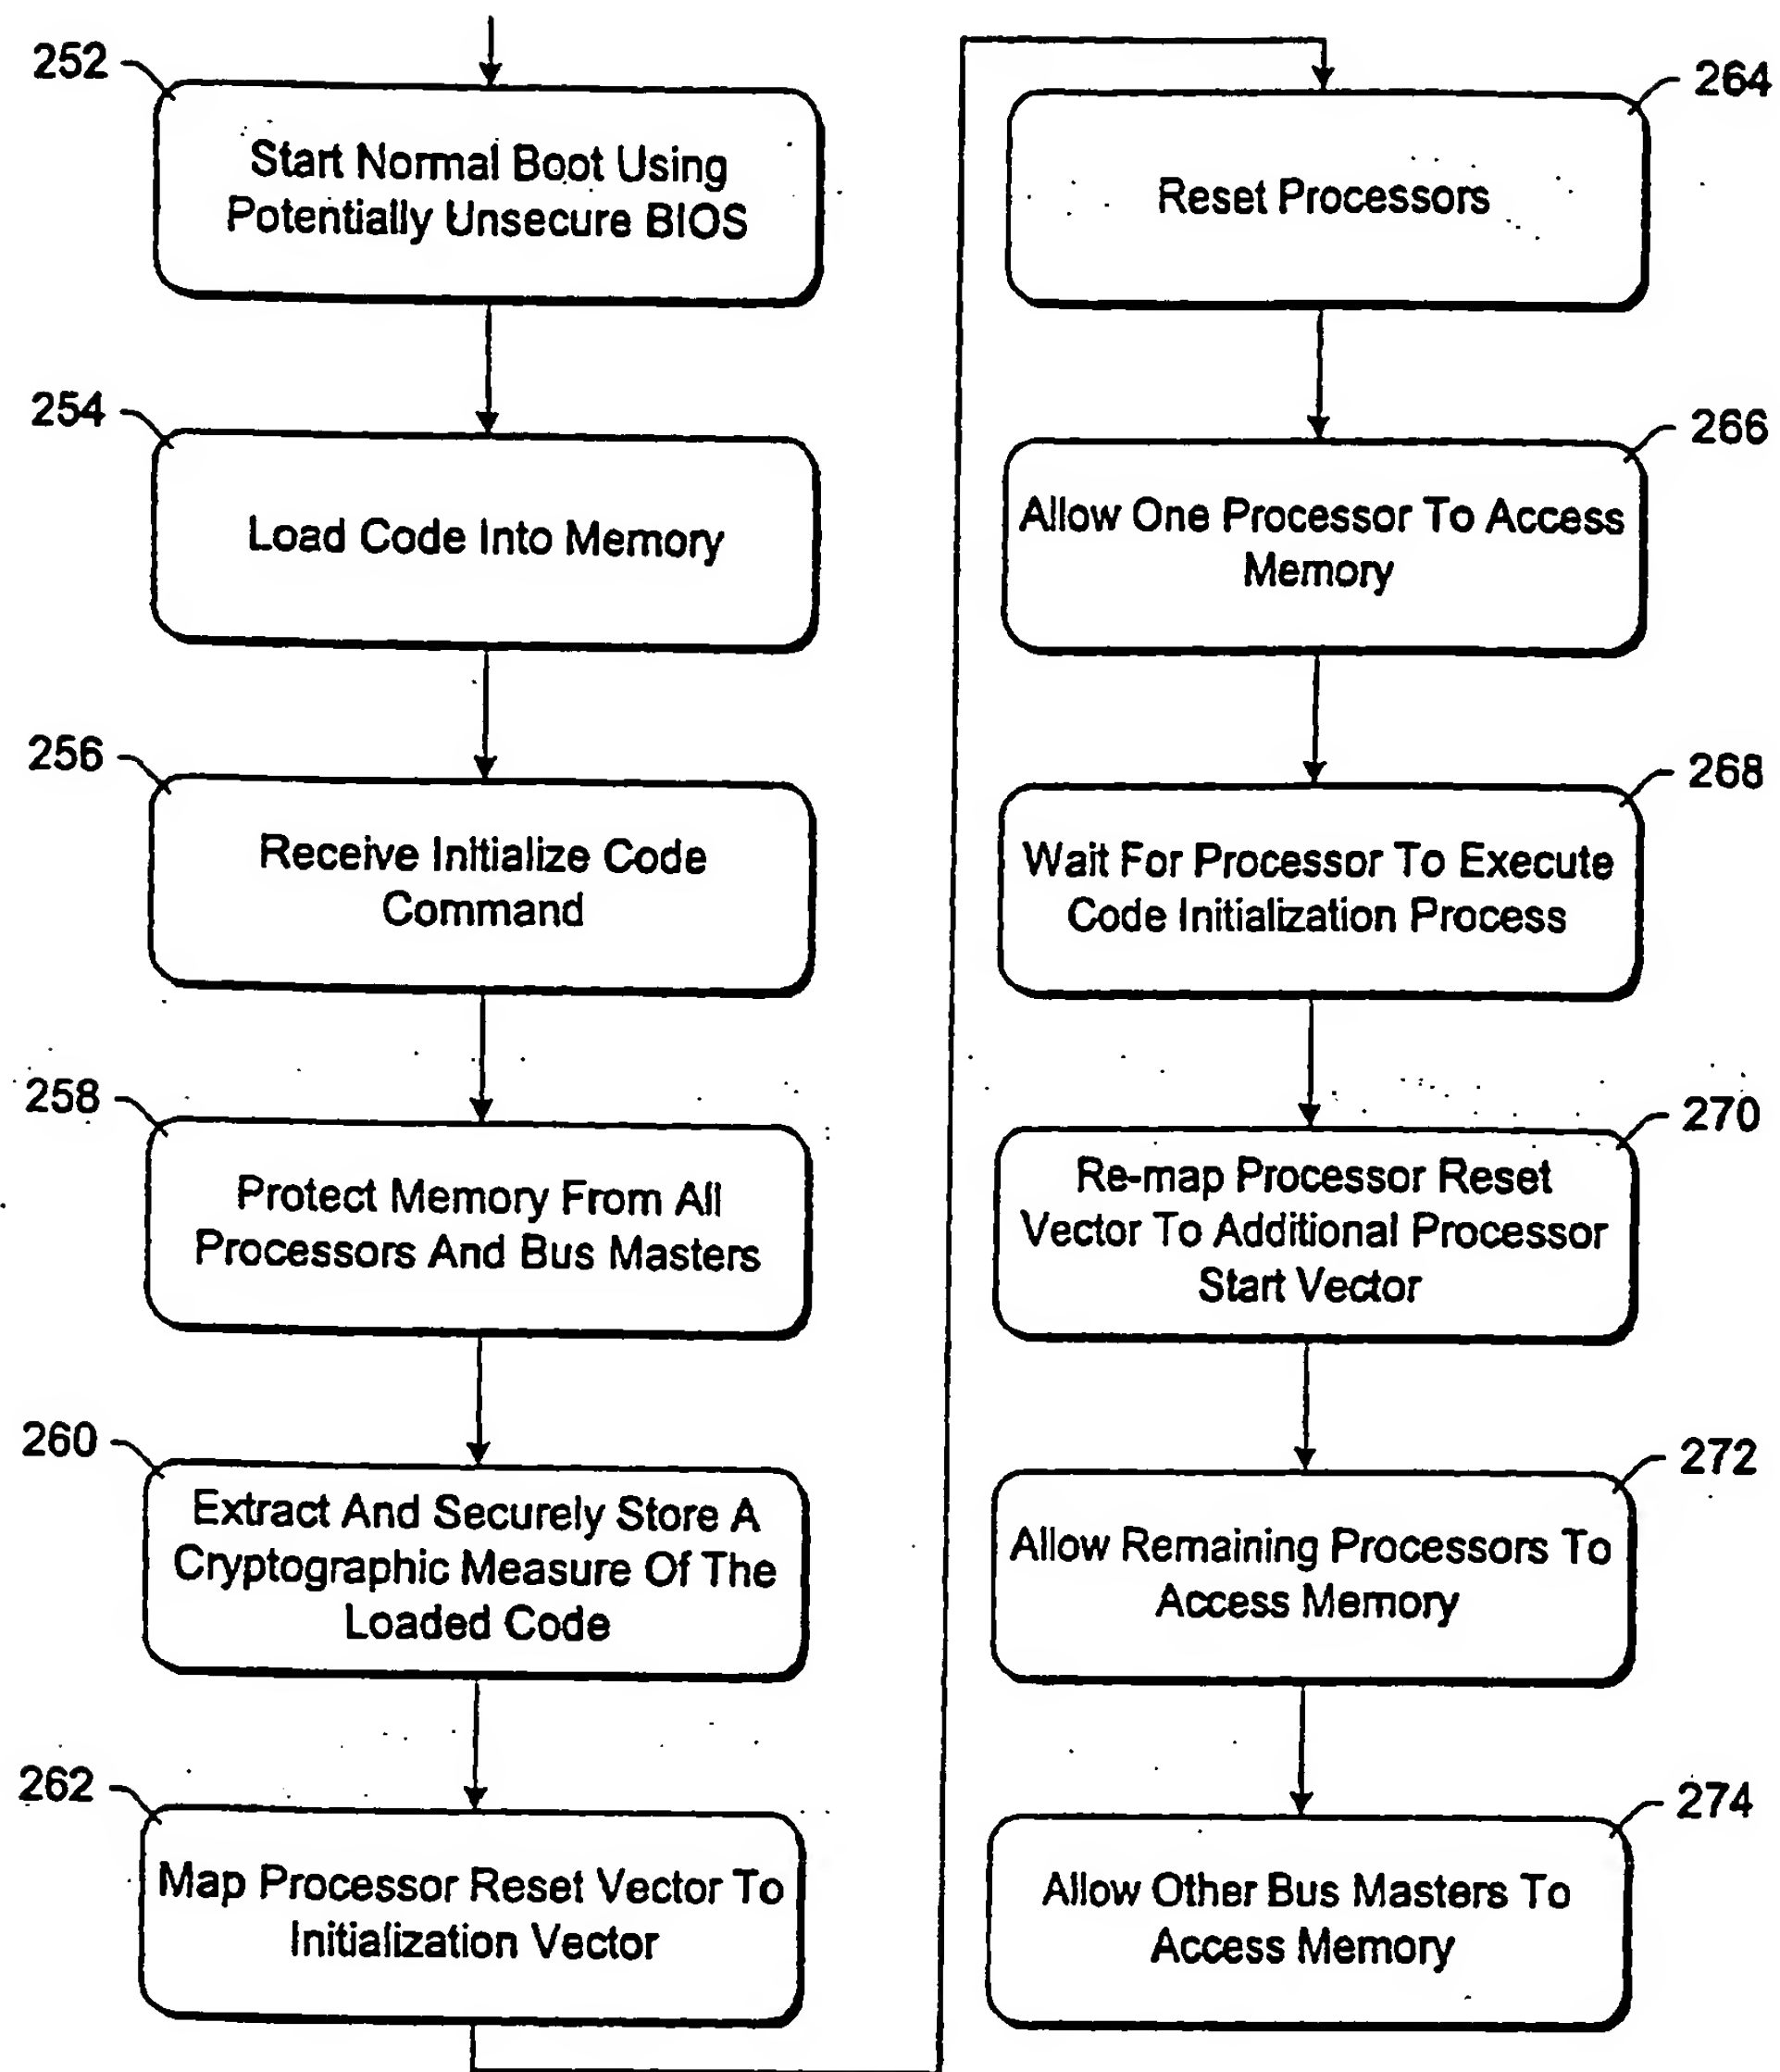 252
Start Normal Boot Using
Potentially Unsecure BIOS
254
Load Code Into Memory
256
Receive Initialize Code
Command
258
Protect Memory From All
Processors And Bus Masters
260
Extract And Securely Store A
Cryptographic Measure Of The
Loaded Code
262
Map Processor Reset Vector To
Initialization Vector
264
Reset Processors
266
Allow One Processor To Access
Memory
268
Wait For Processor To Execute
Code Initialization Process
270
Re-map Processor Reset
Vector To Additional Processor
Start Vector
272
Allow Remaining Processors To
Access Memory
274
Allow Other Bus Masters To
Access Memory